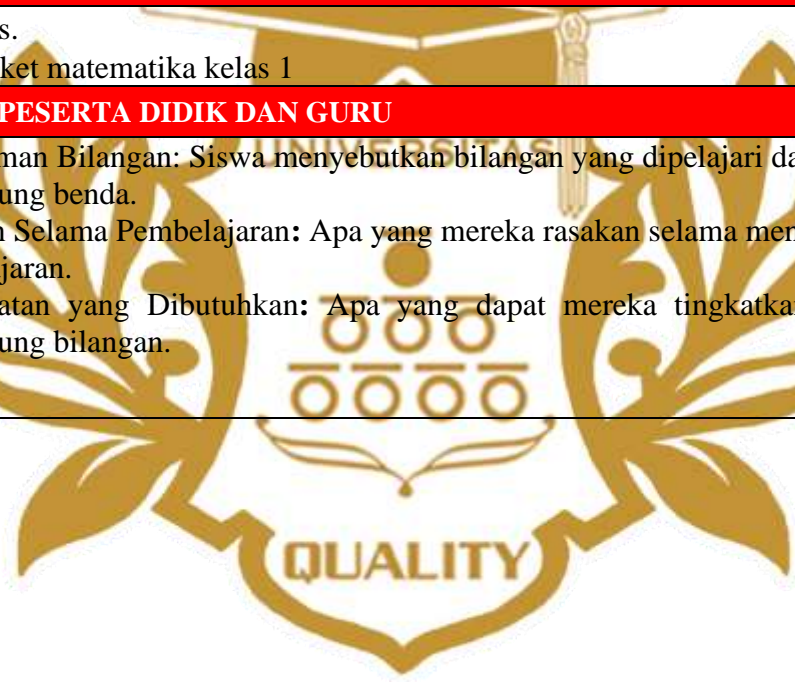 s.
ket matematika kelas 1
PESERTA DIDIK DAN GURU
man Bilangan: Siswa menyebutkan bilangan yang dipelajari da
ung benda.
n Selama Pembelajaran: Apa yang mereka rasakan selama men
jaran.
atan yang Dibutuhkan: Apa yang dapat mereka tingkatka
ung bilangan.
UNIVERSITAS
QUALITY